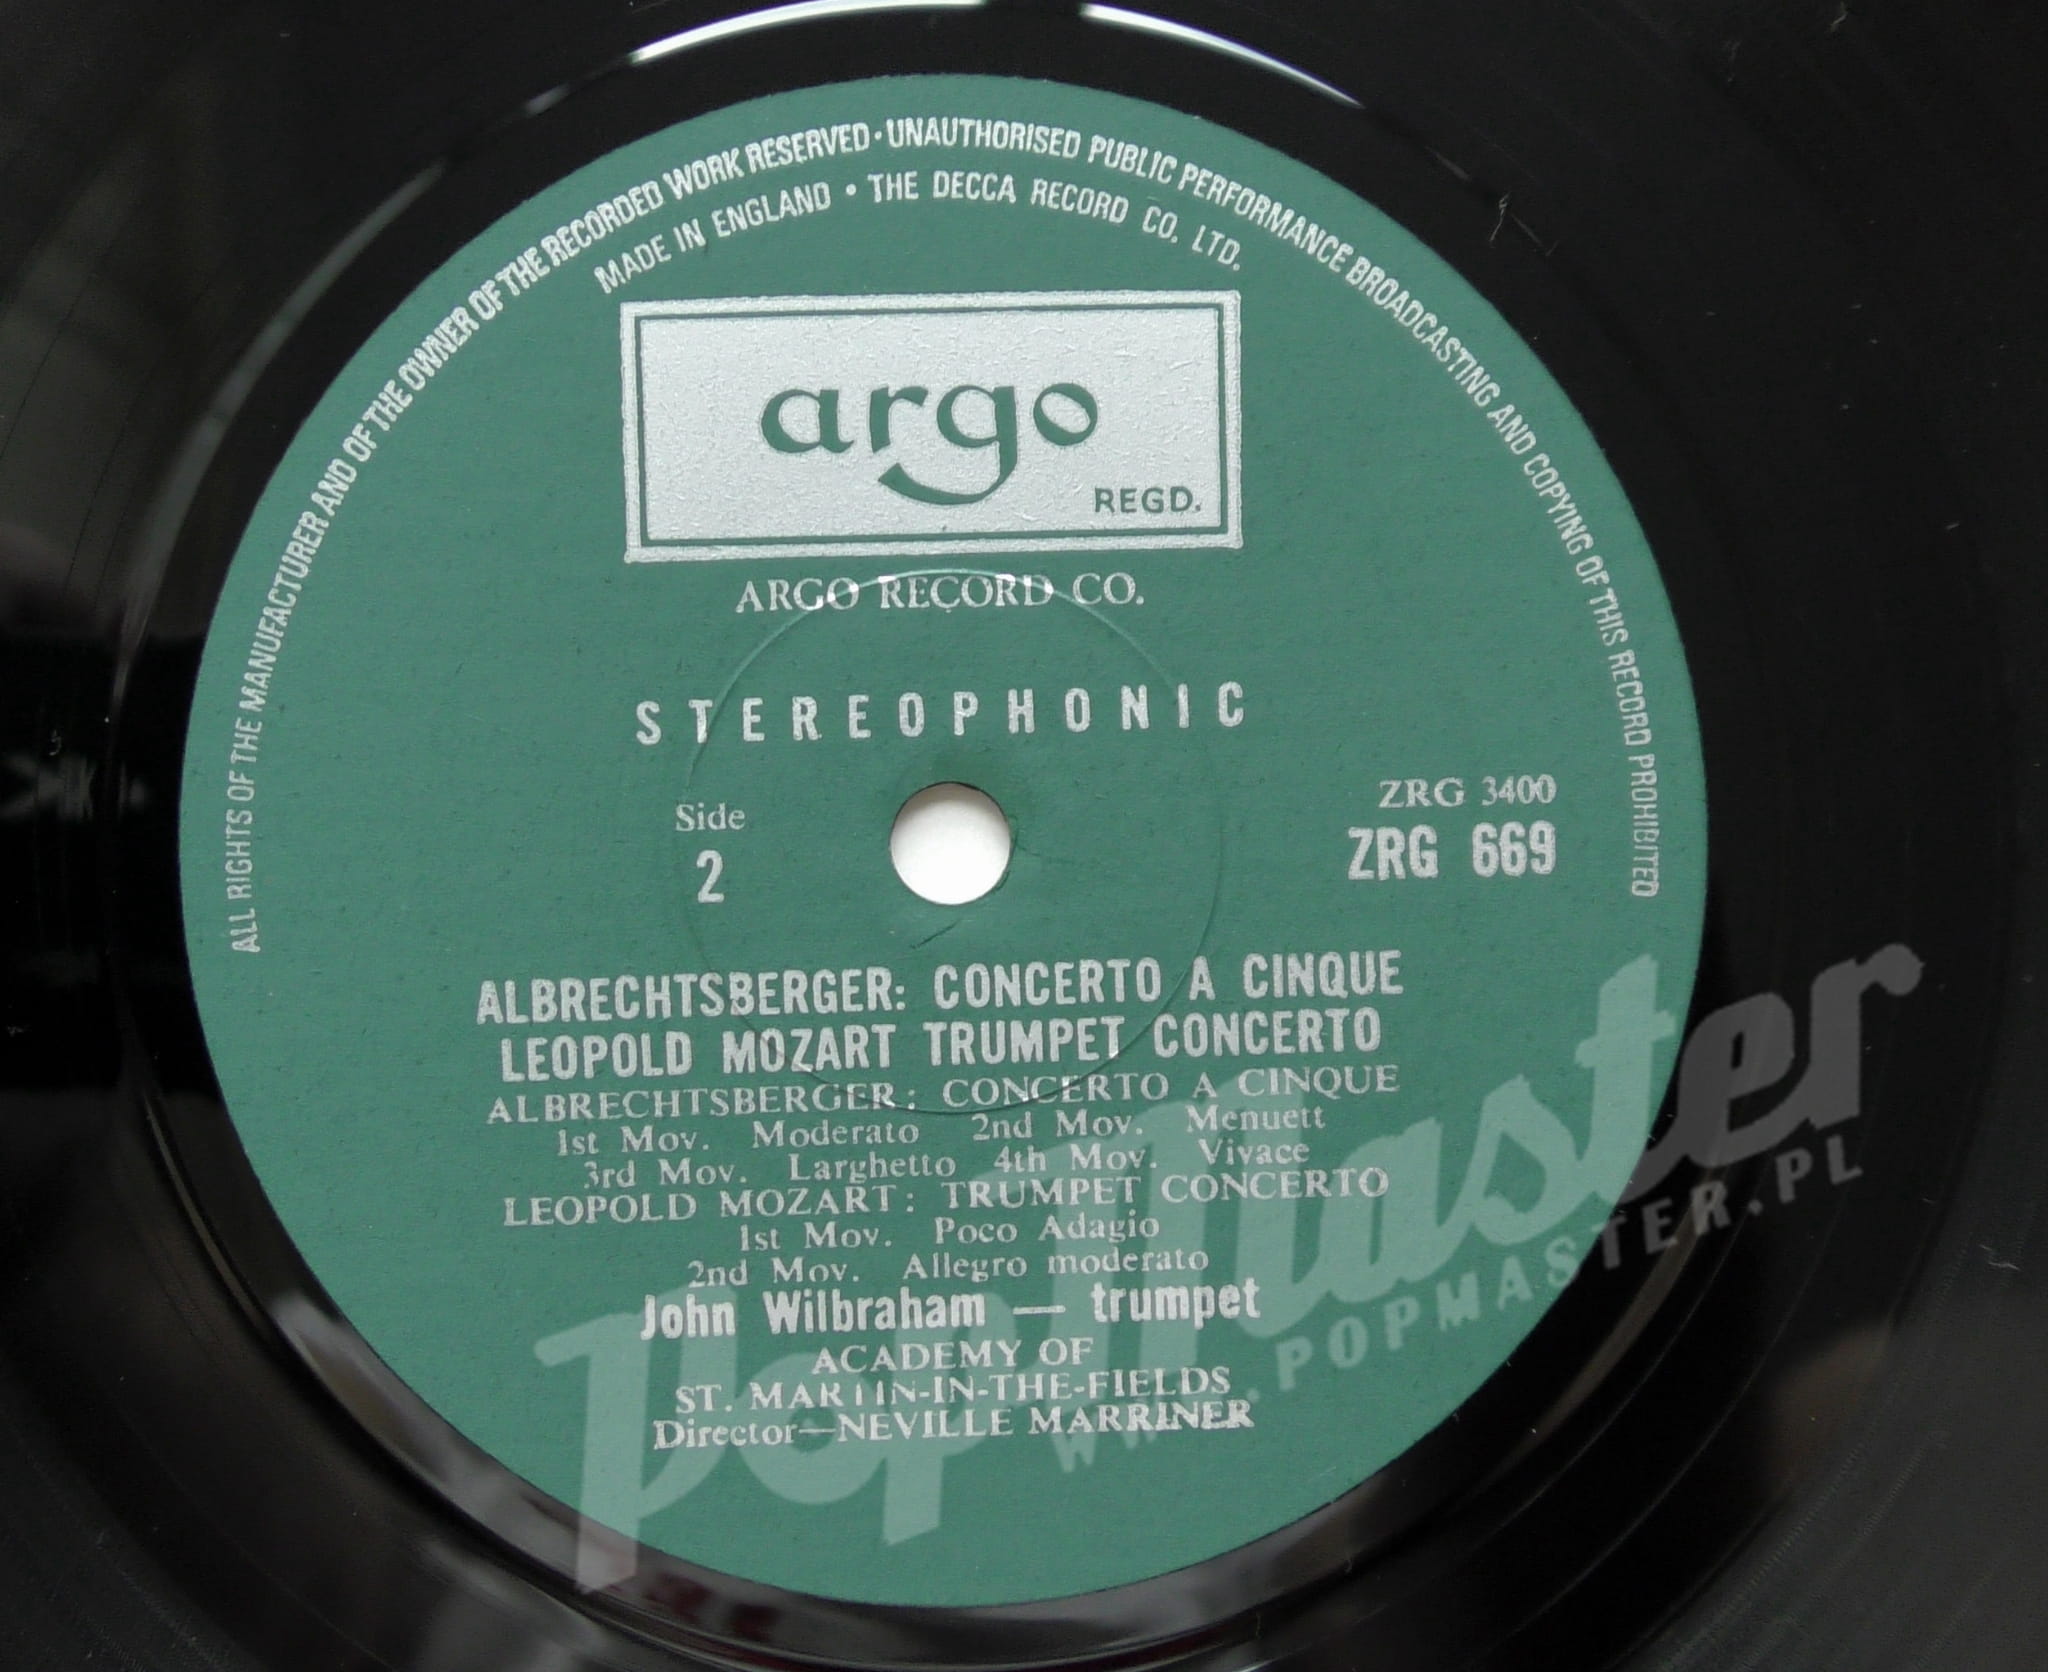 ALL RIGHTS OF THE MANUFACTURER AND OF THE OWNER OF THE RECORDED WORK RESERVED · UNAUTHORISED PUBLIC PERFORMANCE BROADCASTING AND COPYING OF THIS RECORD PROHIBITED
MADE IN ENGLAND • THE DECCA RECORD CO. LTD.
argo
REGD.
ARGO RECORD CO.
STEREOPHONIC
Side
2
ZRG 3400
ZRG 669
ALBRECHTSBERGER: CONCERTO A CINQUE
LEOPOLD MOZART TRUMPET CONCERTO
ALBRECHTSBERGER: CONCERTO A CINQUE
1st Mov. Moderato 2nd Mov. Menuett
3rd Mov. Larghetto 4th Mov. Vivace
LEOPOLD MOZART: TRUMPET CONCERTO
1st Mov. Poco Adagio
2nd Mov. Allegro moderato
John Wilbraham — trumpet
ACADEMY OF
ST. MARTIN-IN-THE-FIELDS
Director—NEVILLE MARRINER
PopMaster
WWW.POPMASTER.PL